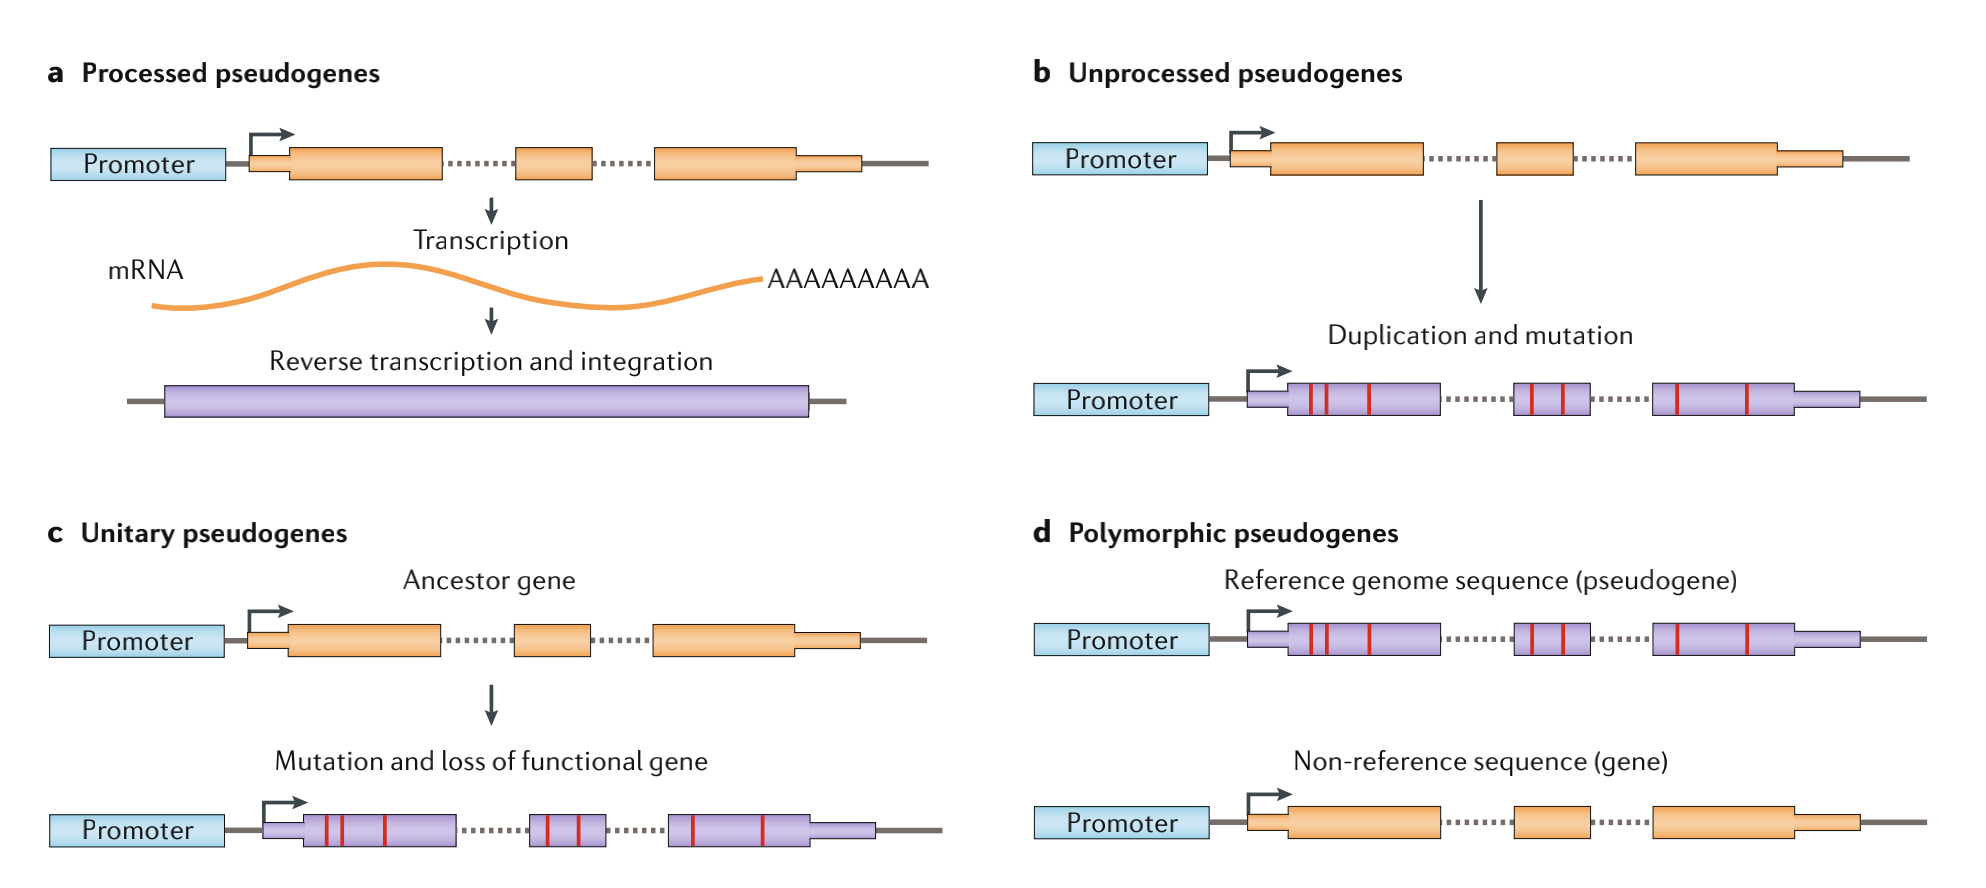 a Processed pseudogenes
Promoter
Transcription
mRNA
AAAAAAAAA
Reverse transcription and integration
b Unprocessed pseudogenes
Promoter
Duplication and mutation
Promoter
c Unitary pseudogenes
Ancestor gene
Promoter
Mutation and loss of functional gene
Promoter
d Polymorphic pseudogenes
Reference genome sequence (pseudogene)
Promoter
Non-reference sequence (gene)
Promoter